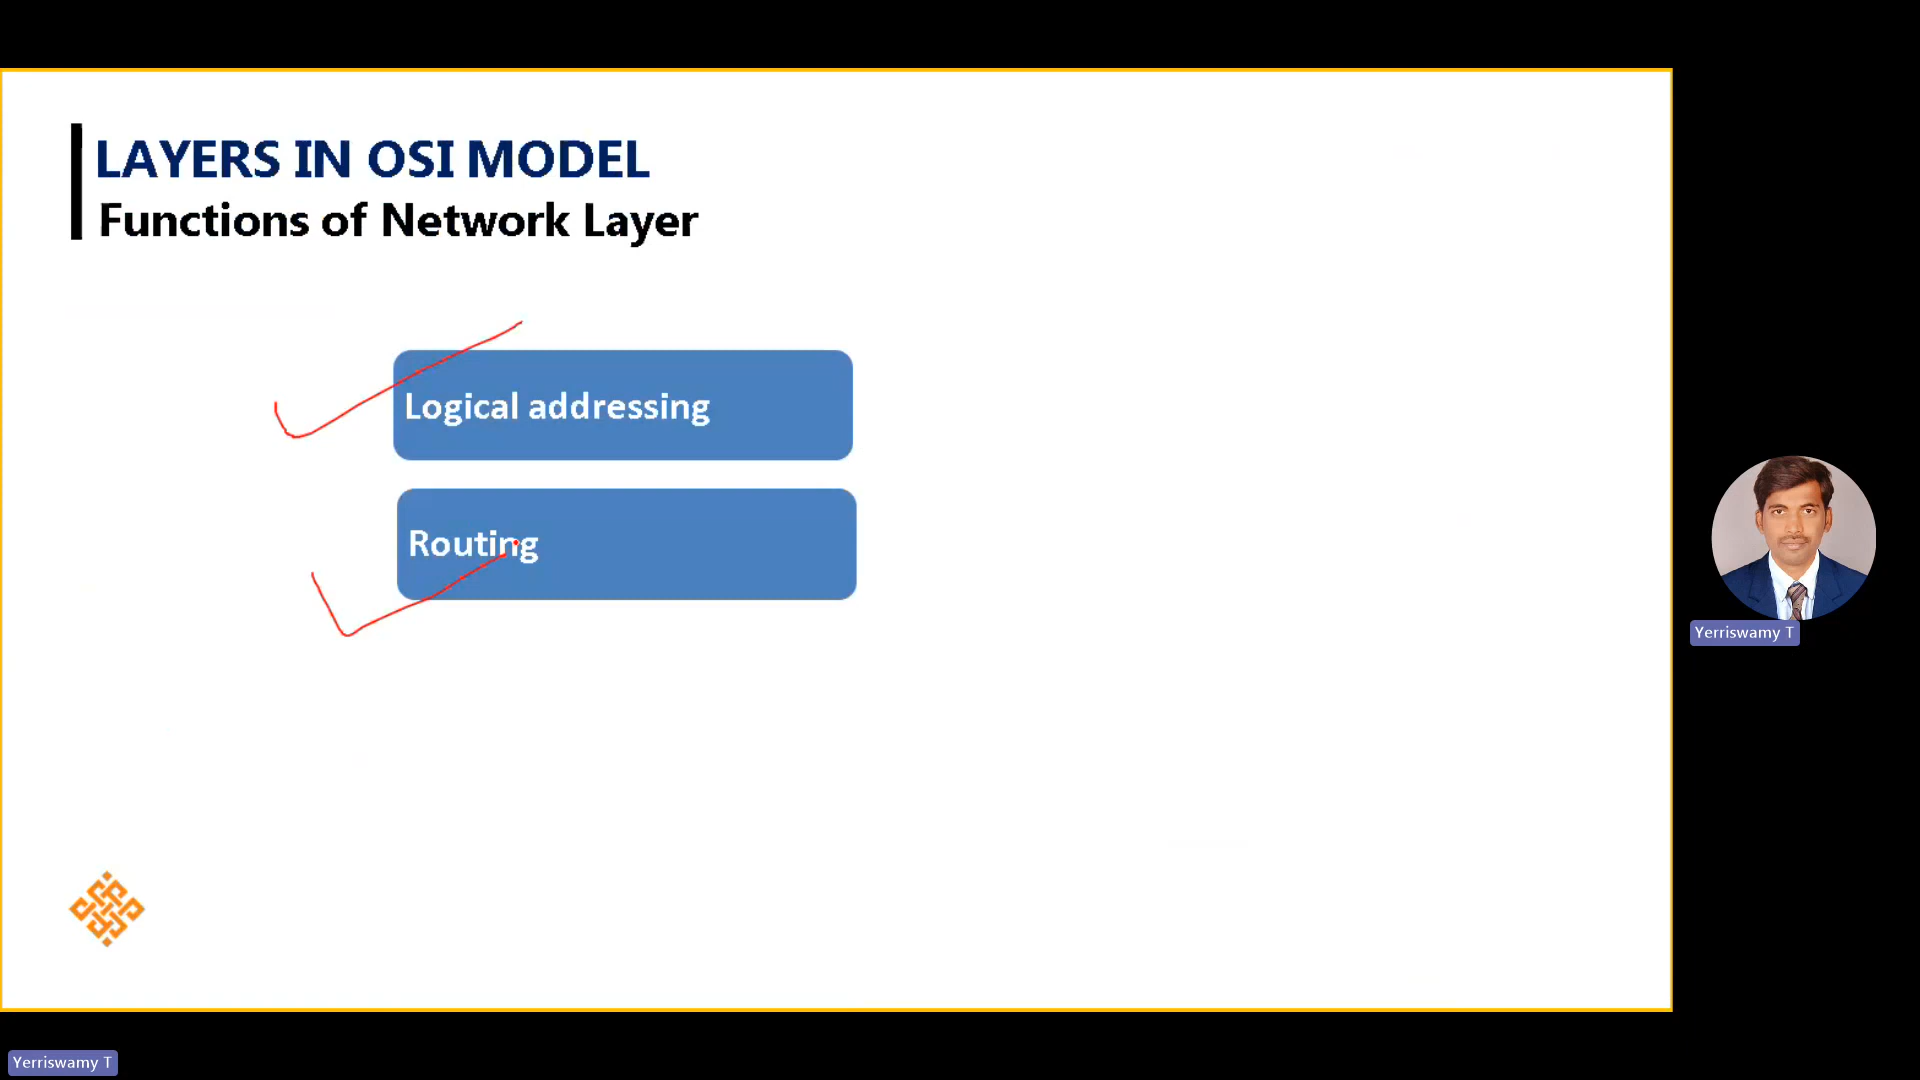 LAYERS IN OSI MODEL
Functions of Network Layer
Logical addressing
Routing
Yerriswamy T
Yerriswamy T